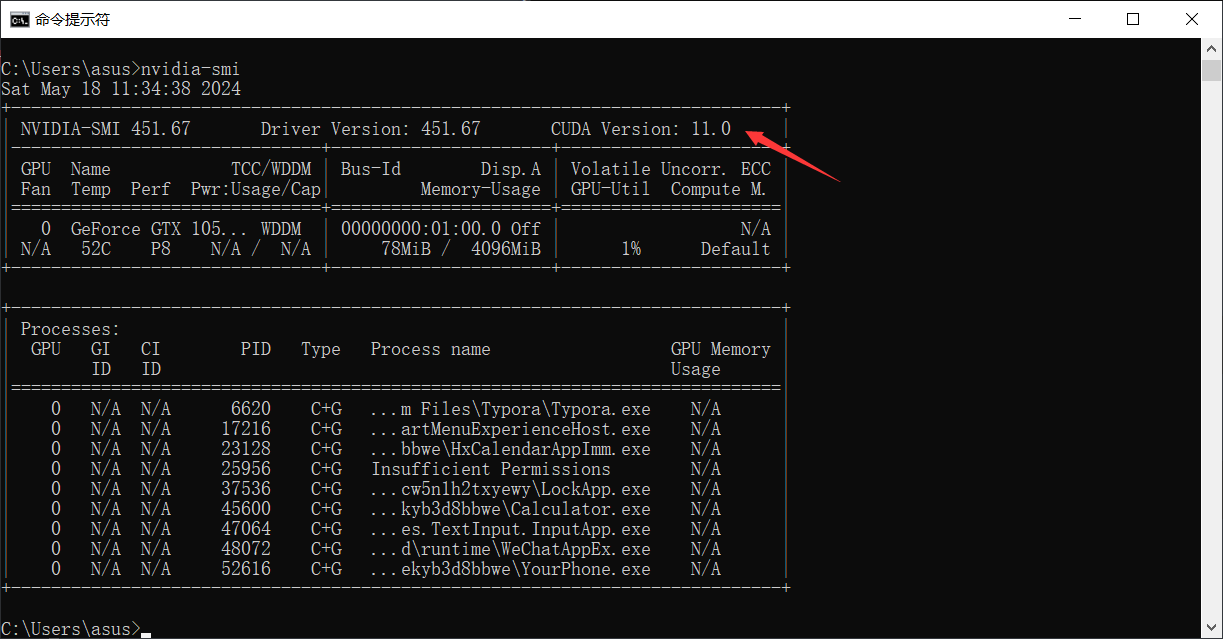 命令提示符
C:\Users\asus>nvidia-smi
Sat May 18 11:34:38 2024
NVIDIA-SMI 451.67       Driver Version: 451.67       CUDA Version: 11.0
GPU  Name            TCC/WDDM | Bus-Id        Disp.A | Volatile Uncorr. ECC
Fan  Temp  Perf  Pwr:Usage/Cap|         Memory-Usage | GPU-Util  Compute M.
0  GeForce GTX 105... WDDM  | 00000000:01:00.0 Off |                  N/A
N/A   52C    P8    N/A /  N/A |     78MiB /  4096MiB |      1%      Default
Processes:
GPU   GI   CI        PID   Type   Process name                  GPU Memory
ID   ID                                                   Usage
0   N/A  N/A      6620    C+G   ...m Files\Typora\Typora.exe    N/A
0   N/A  N/A     17216    C+G   ...artMenuExperienceHost.exe    N/A
0   N/A  N/A     23128    C+G   ...bbwe\HxCalendarAppImm.exe    N/A
0   N/A  N/A     25956    C+G   Insufficient Permissions        N/A
0   N/A  N/A     37536    C+G   ...cw5n1h2txyewy\LockApp.exe    N/A
0   N/A  N/A     45600    C+G   ...kyb3d8bbwe\Calculator.exe    N/A
0   N/A  N/A     47064    C+G   ...es.TextInput.InputApp.exe    N/A
0   N/A  N/A     48072    C+G   ...d\runtime\WeChatAppEx.exe    N/A
0   N/A  N/A     52616    C+G   ...ekyb3d8bbwe\YourPhone.exe    N/A
C:\Users\asus>